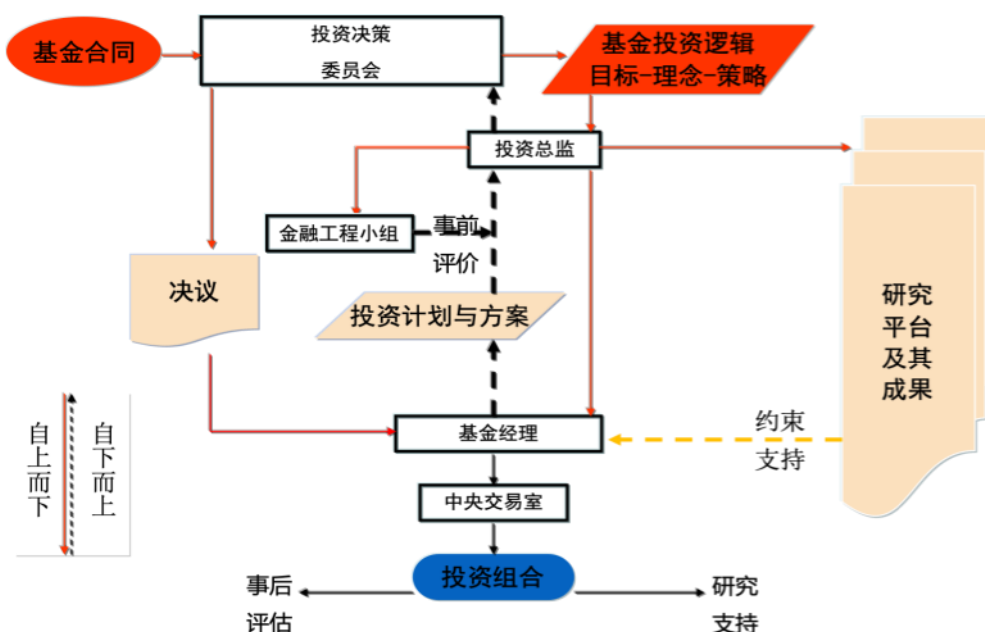 基金合同
投资决策
委员会
基金投资逻辑
目标-理念-策略
投资总监
金融工程小组
事前
评价
决议
投资计划与方案
研究
平台
及其
成果
自上而下
自下而上
基金经理
约束
支持
中央交易室
投资组合
事后
评估
研究
支持